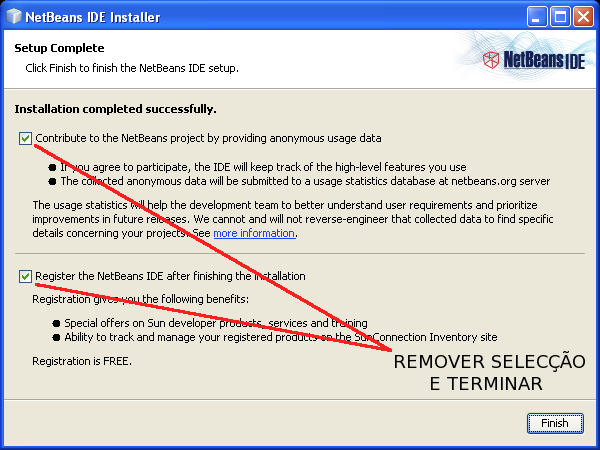 NetBeans IDE Installer
Setup Complete
Click Finish to finish the NetBeans IDE setup.
NetBeans IDE
Installation completed successfully.
Contribute to the NetBeans project by providing anonymous usage data
If you agree to participate, the IDE will keep track of the high-level features you use
The collected anonymous data will be submitted to a usage statistics database at netbeans.org server
The usage statistics will help the development team to better understand user requirements and prioritize
improvements in future releases. We cannot and will not reverse-engineer that collected data to find specific
details concerning your projects. See more information.
Register the NetBeans IDE after finishing the installation
Registration gives you the following benefits:
Special offers on Sun developer products, services and training
Ability to track and manage your registered products on the SunConnection Inventory site
Registration is FREE.
REMOVER SELECÇÃO
E TERMINAR
Finish